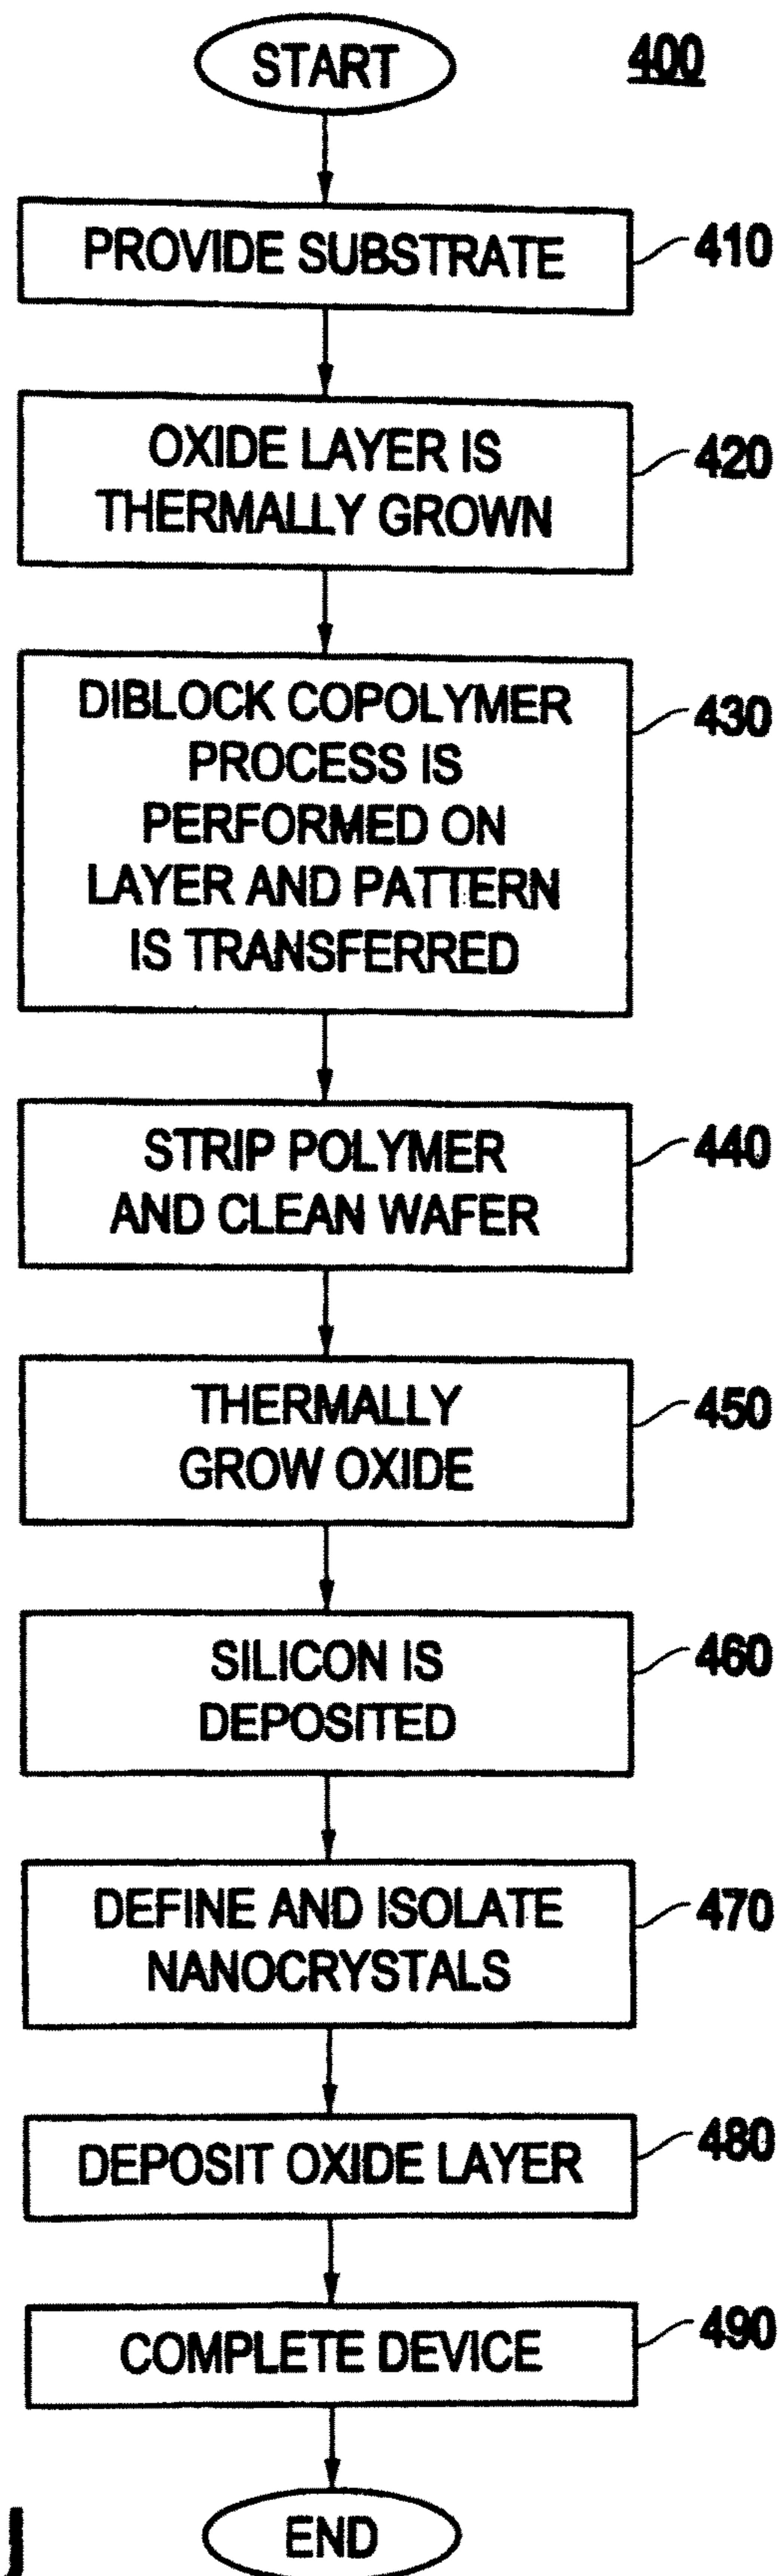 START
400
PROVIDE SUBSTRATE
410
OXIDE LAYER IS
THERMALLY GROWN
420
DIBLOCK COPOLYMER
PROCESS IS
PERFORMED ON
LAYER AND PATTERN
IS TRANSFERRED
430
STRIP POLYMER
AND CLEAN WAFER
440
THERMALLY
GROW OXIDE
450
SILICON IS
DEPOSITED
460
DEFINE AND ISOLATE
NANOCRYSTALS
470
DEPOSIT OXIDE LAYER
480
COMPLETE DEVICE
490
END